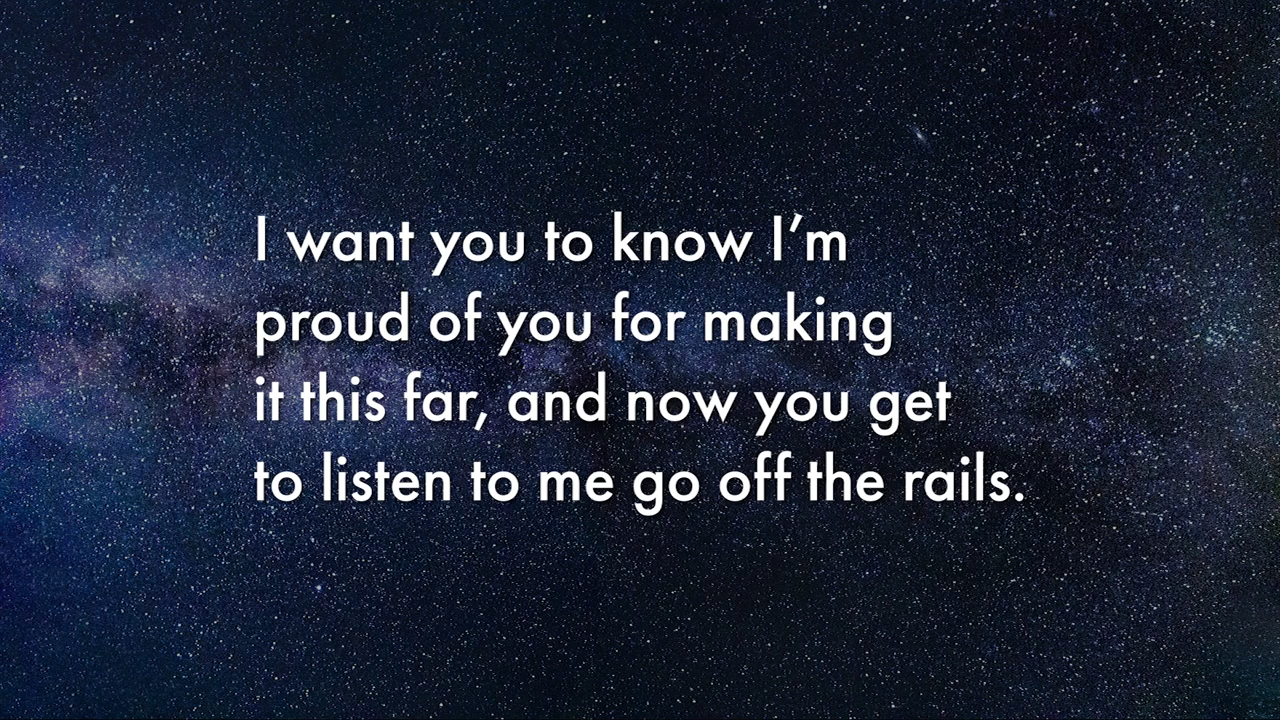 I want you to know I’m
proud of you for making
it this far, and now you get
to listen to me go off the rails.